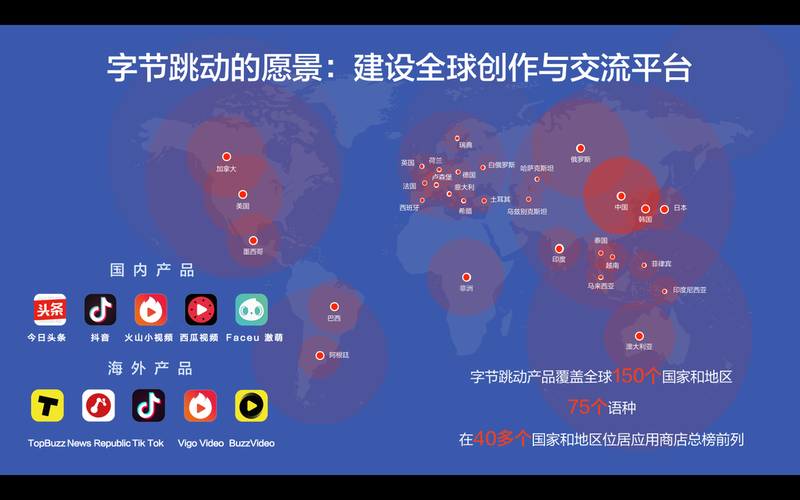 字节跳动的愿景：建设全球创作与交流平台
瑞典
英国
荷兰
白俄罗斯
俄罗斯
加拿大
卢森堡
德国
哈萨克斯坦
法国
意大利
美国
西班牙
希腊
土耳其
乌兹别克斯坦
中国
韩国
日本
墨西哥
泰国
印度
越南
菲律宾
非洲
马来西亚
印度尼西亚
巴西
澳大利亚
阿根廷
国内产品
头条
今日头条 抖音 火山小视频 西瓜视频 Faceu 激萌
海外产品
TopBuzz News Republic Tik Tok Vigo Video BuzzVideo
字节跳动产品覆盖全球150个国家和地区
75个语种
在40多个国家和地区位居应用商店总榜前列